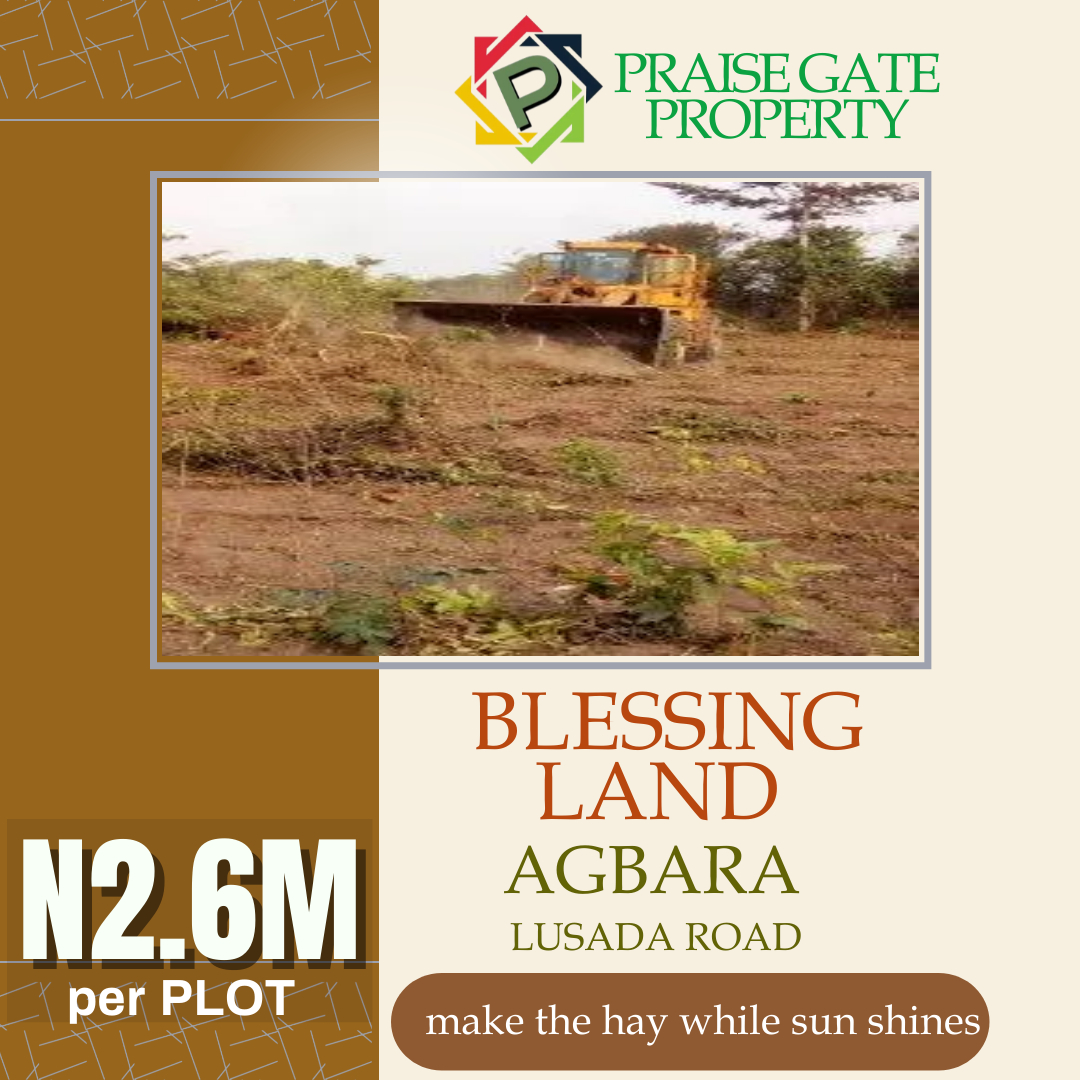 P
PRAISE GATE
PROPERTY
BLESSING
LAND
AGBARA
LUSADA ROAD
N2.6M
per PLOT
make the hay while sun shines